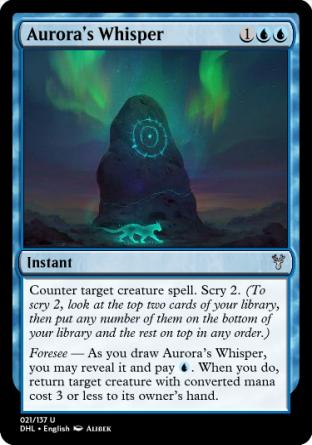 Aurora's Whisper 1
Instant
Counter target creature spell. Scry 2. (To
scry 2, look at the top two cards of your library,
then put any number of them on the bottom of
your library and the rest on top in any order.)
Foresee — As you draw Aurora's Whisper,
you may reveal it and pay . When you do,
return target creature with converted mana
cost 3 or less to its owner's hand.
021/137 U
DHL • English ALIBEK